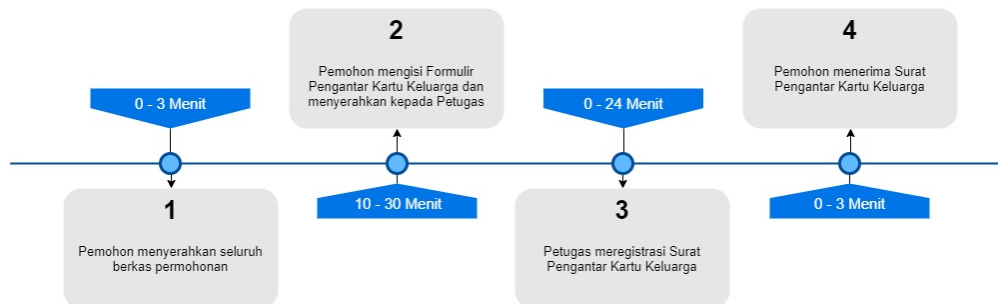 0 - 3 Menit
1
Pemohon menyerahkan seluruh
berkas permohonan
2
Pemohon mengisi Formulir
Pengantar Kartu Keluarga dan
menyerahkan kepada Petugas
10 - 30 Menit
0 - 24 Menit
3
Petugas meregistrasi Surat
Pengantar Kartu Keluarga
4
Pemohon menerima Surat
Pengantar Kartu Keluarga
0 - 3 Menit